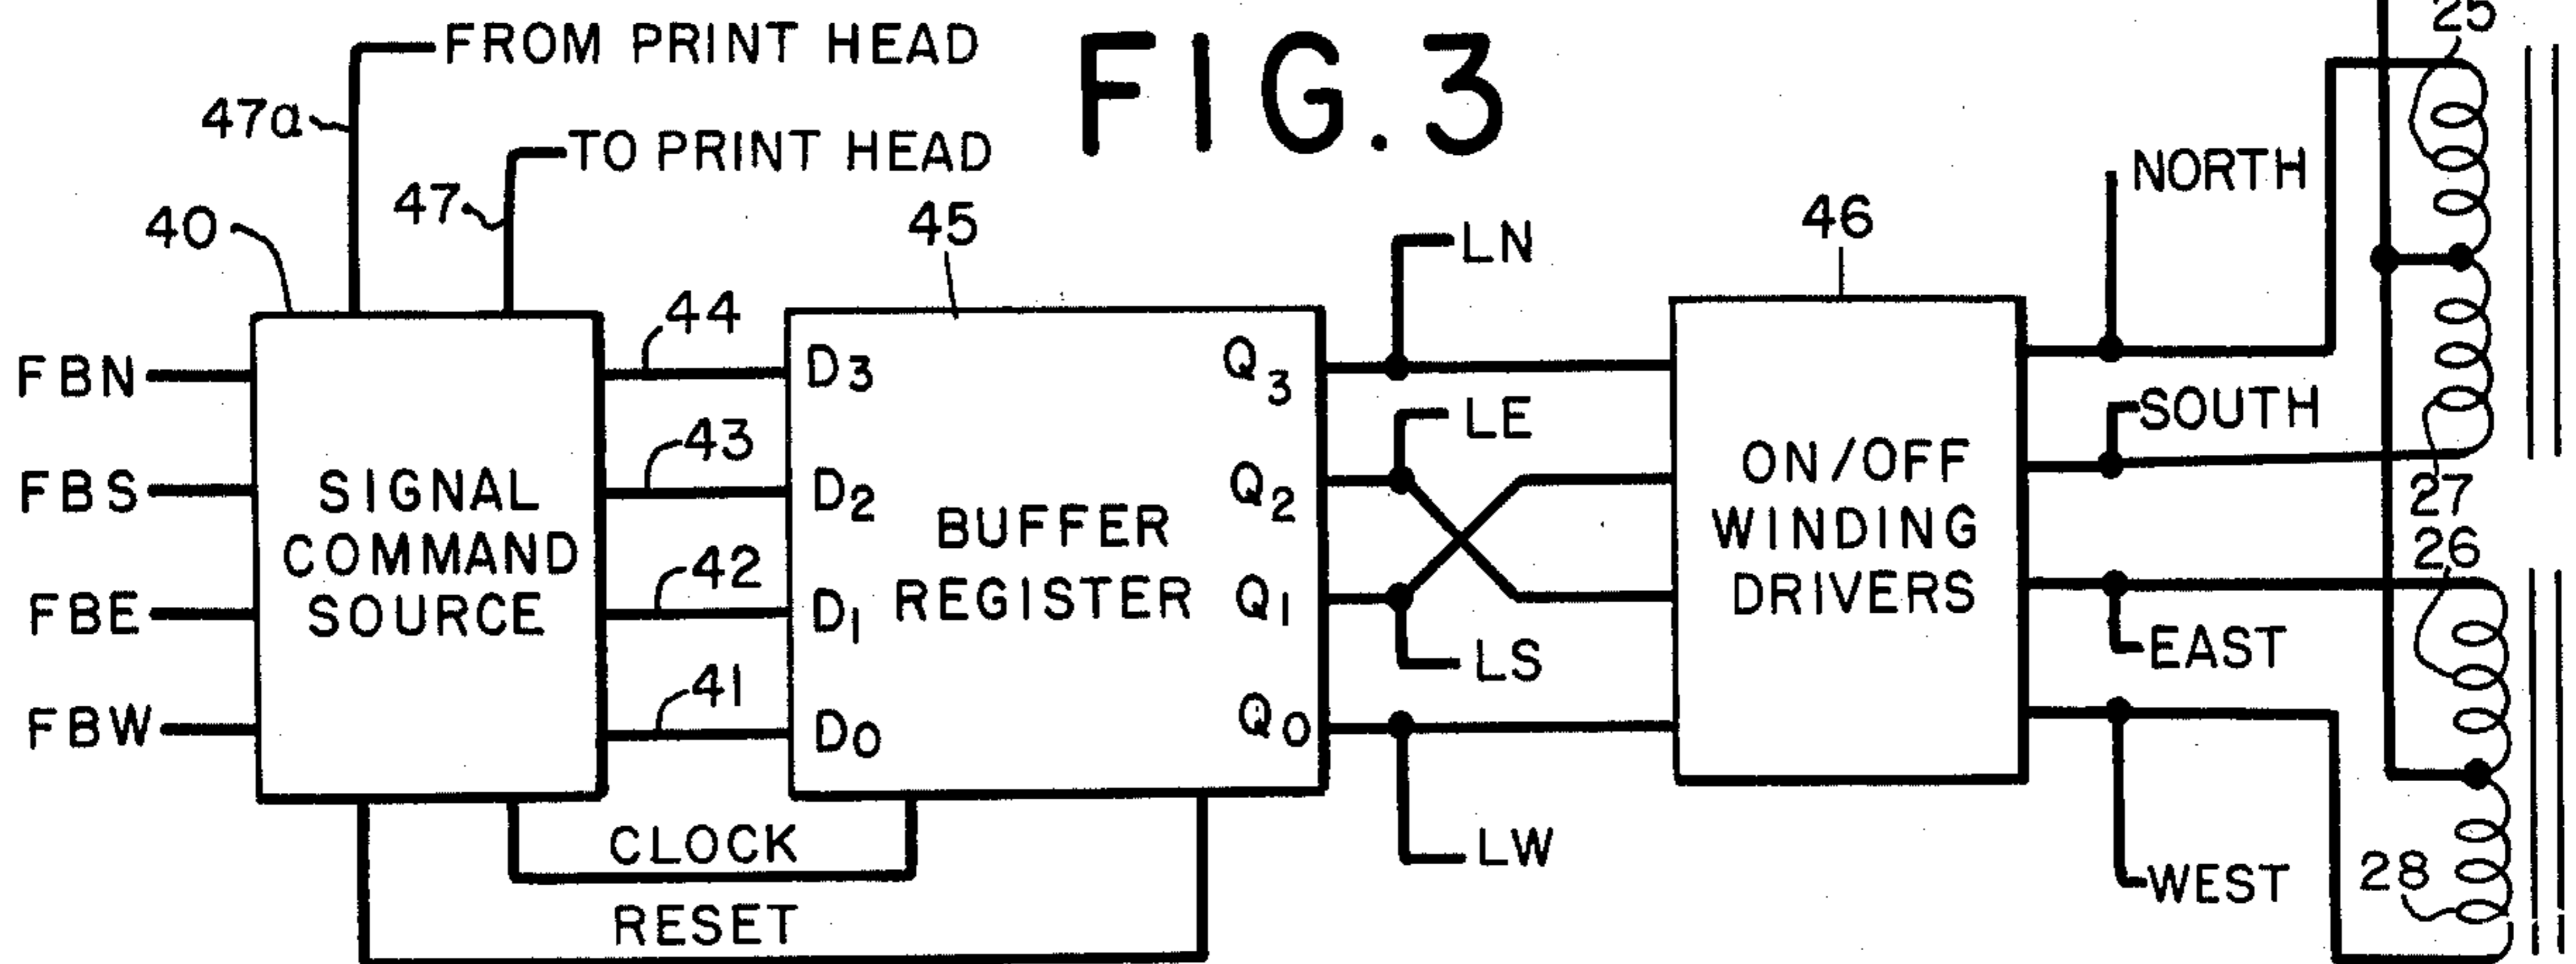 FIG. 3
FROM PRINT HEAD
47a
TO PRINT HEAD
47
40
45
46
25
NORTH
LN
44
FBN
D3
Q3
SOUTH
LE
43
FBS
SIGNAL
COMMAND
SOURCE
D2
BUFFER
REGISTER
Q2
ON/OFF
WINDING
DRIVERS
27
26
42
FBE
D1
Q1
LS
EAST
41
FBW
D0
Q0
LW
WEST
28
CLOCK
RESET